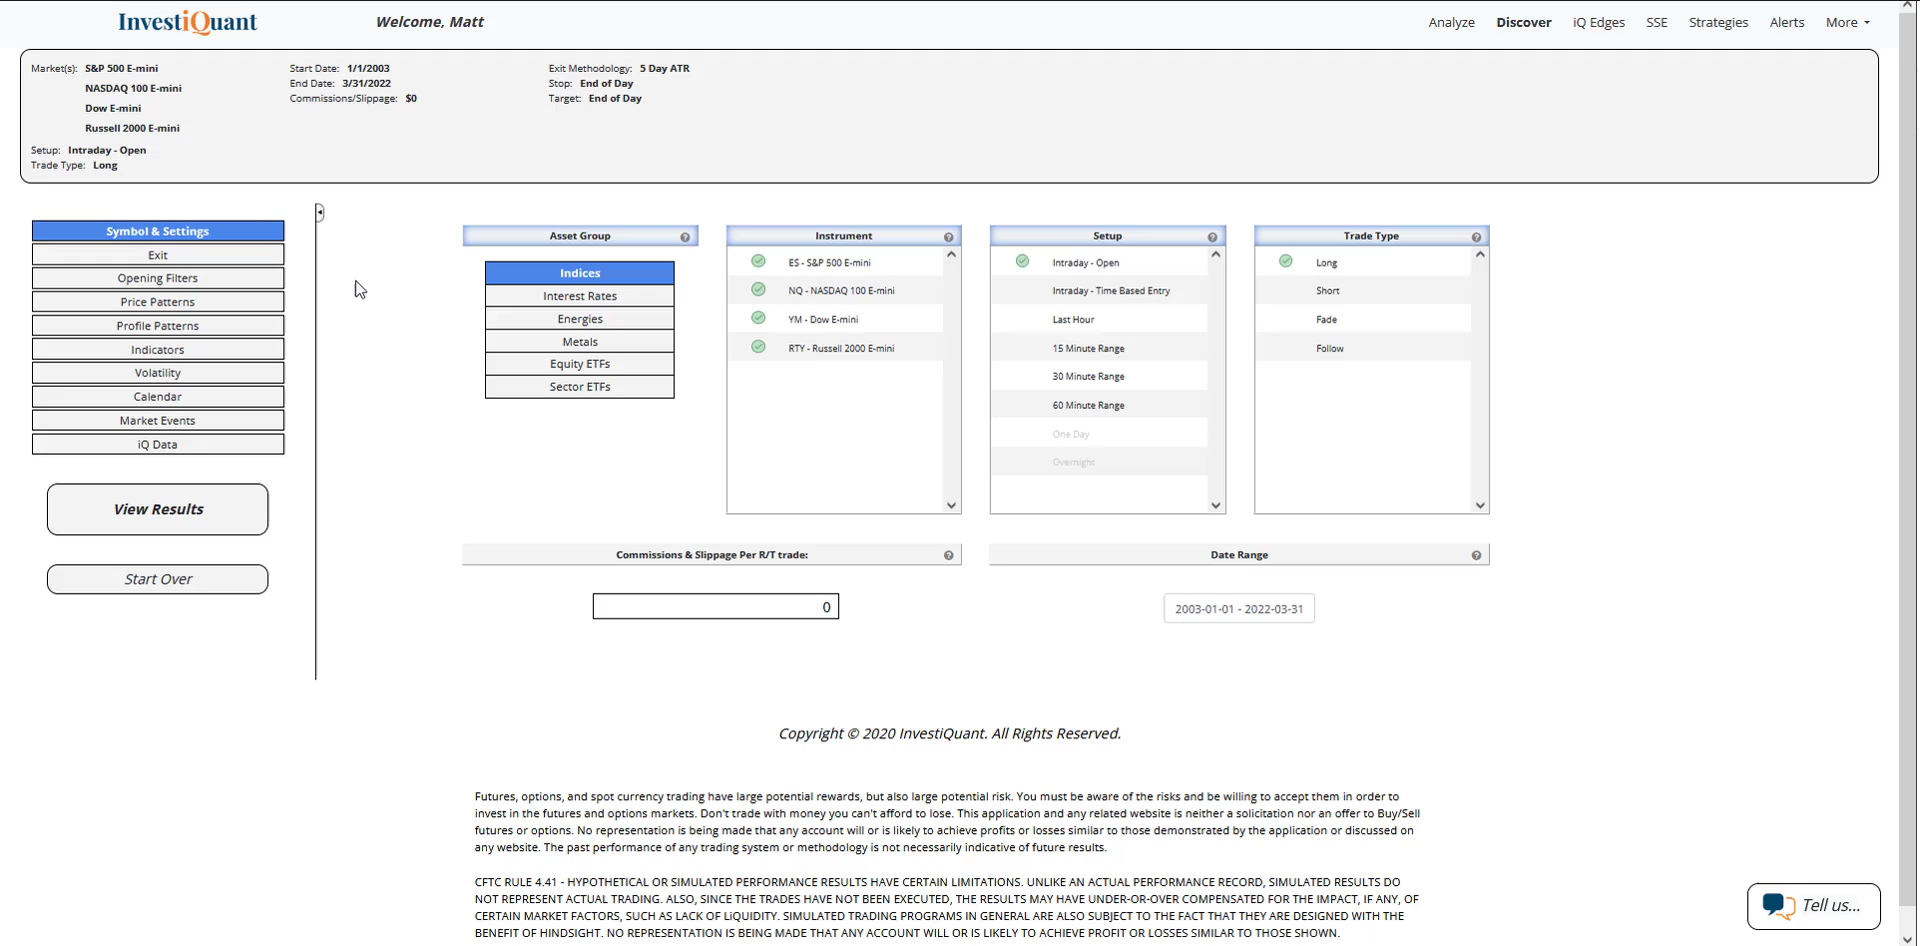 InvestiQuant
Welcome, Matt
Analyze
Discover
iQ Edges
SSE
Strategies
Alerts
More
Market(s): S&P 500 E-mini
NASDAQ 100 E-mini
Dow E-mini
Russell 2000 E-mini
Setup: Intraday - Open
Trade Type: Long
Start Date: 1/1/2003
End Date: 3/31/2022
Commissions/Slippage: $0
Exit Methodology: 5 Day ATR
Stop: End of Day
Target: End of Day
Symbol & Settings
Exit
Opening Filters
Price Patterns
Profile Patterns
Indicators
Volatility
Calendar
Market Events
iQ Data
View Results
Start Over
Asset Group
Indices
Interest Rates
Energies
Metals
Equity ETFs
Sector ETFs
Instrument
ES - S&P 500 E-mini
NQ - NASDAQ 100 E-mini
YM - Dow E-mini
RTY - Russell 2000 E-mini
Setup
Intraday - Open
Intraday - Time Based Entry
Last Hour
15 Minute Range
30 Minute Range
60 Minute Range
One Day
Overnight
Trade Type
Long
Short
Fade
Follow
Commissions & Slippage Per R/T trade:
0
Date Range
2003-01-01 - 2022-03-31
Copyright © 2020 InvestiQuant. All Rights Reserved.
Futures, options, and spot currency trading have large potential rewards, but also large potential risk. You must be aware of the risks and be willing to accept them in order to
invest in the futures and options markets. Don't trade with money you can't afford to lose. This application and any related website is neither a solicitation nor an offer to Buy/Sell
futures or options. No representation is being made that any account will or is likely to achieve profits or losses similar to those demonstrated by the application or discussed on
any website. The past performance of any trading system or methodology is not necessarily indicative of future results.
CFTC RULE 4.41 - HYPOTHETICAL OR SIMULATED PERFORMANCE RESULTS HAVE CERTAIN LIMITATIONS. UNLIKE AN ACTUAL PERFORMANCE RECORD, SIMULATED RESULTS DO
NOT REPRESENT ACTUAL TRADING. ALSO, SINCE THE TRADES HAVE NOT BEEN EXECUTED, THE RESULTS MAY HAVE UNDER-OR-OVER COMPENSATED FOR THE IMPACT, IF ANY, OF
CERTAIN MARKET FACTORS, SUCH AS LACK OF LIQUIDITY. SIMULATED TRADING PROGRAMS IN GENERAL ARE ALSO SUBJECT TO THE FACT THAT THEY ARE DESIGNED WITH THE
BENEFIT OF HINDSIGHT. NO REPRESENTATION IS BEING MADE THAT ANY ACCOUNT WILL OR IS LIKELY TO ACHIEVE PROFIT OR LOSSES SIMILAR TO THOSE SHOWN.
Tell us...